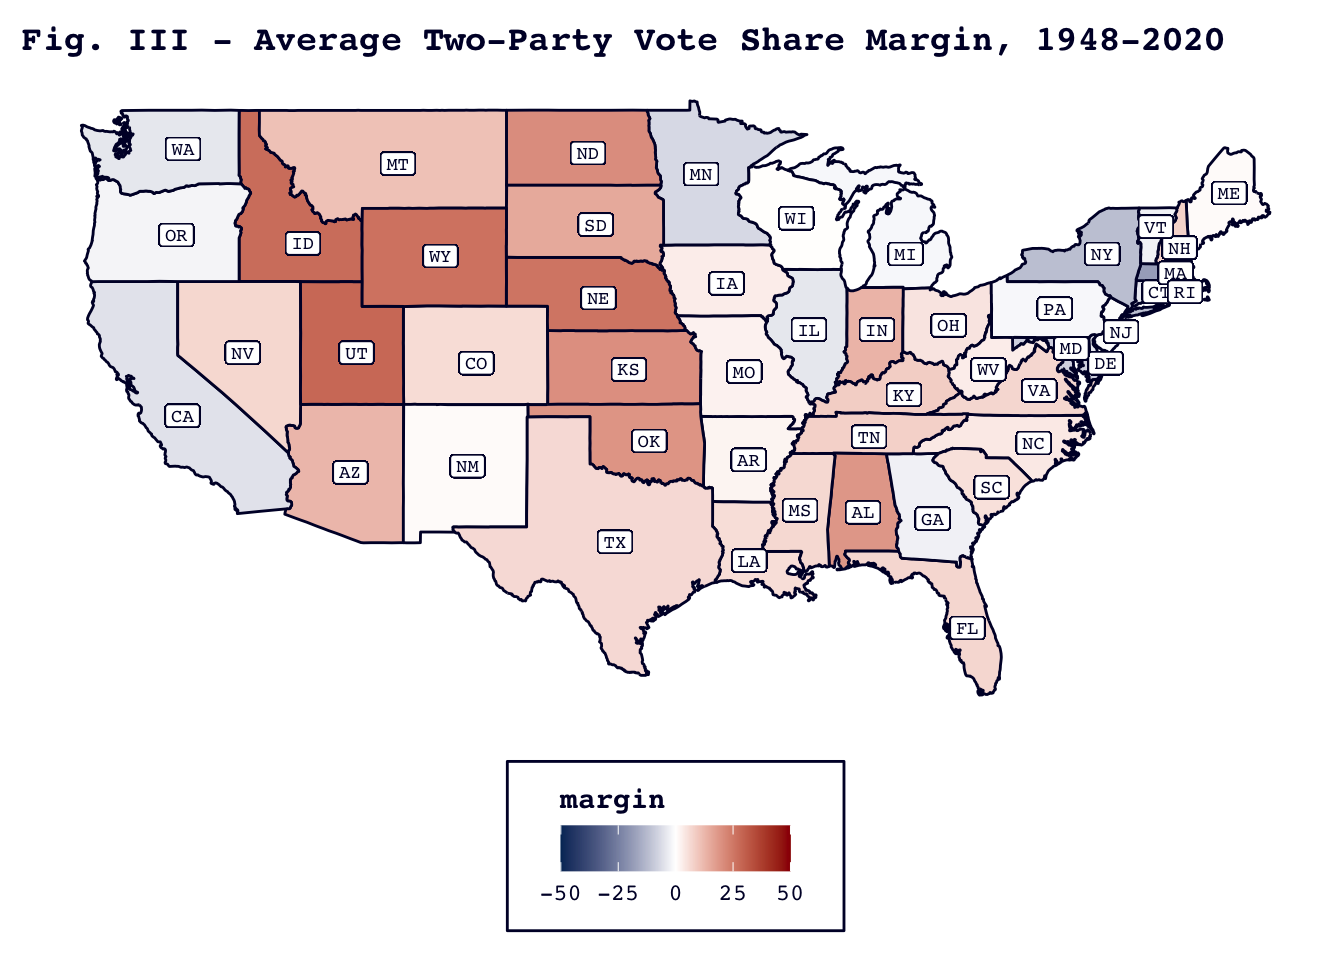 Fig. III - Average Two-Party Vote Share Margin, 1948-2020
WA
MT
ND
MN
OR
ID
WY
SD
WI
MI
NY
VT
ME
NH
MA
CT
RI
NV
UT
CO
NE
IA
IL
IN
OH
PA
NJ
MD
DE
CA
KS
MO
KY
WV
VA
AZ
NM
OK
AR
TN
NC
TX
LA
MS
AL
GA
SC
FL
margin
-50 -25 0 25 50